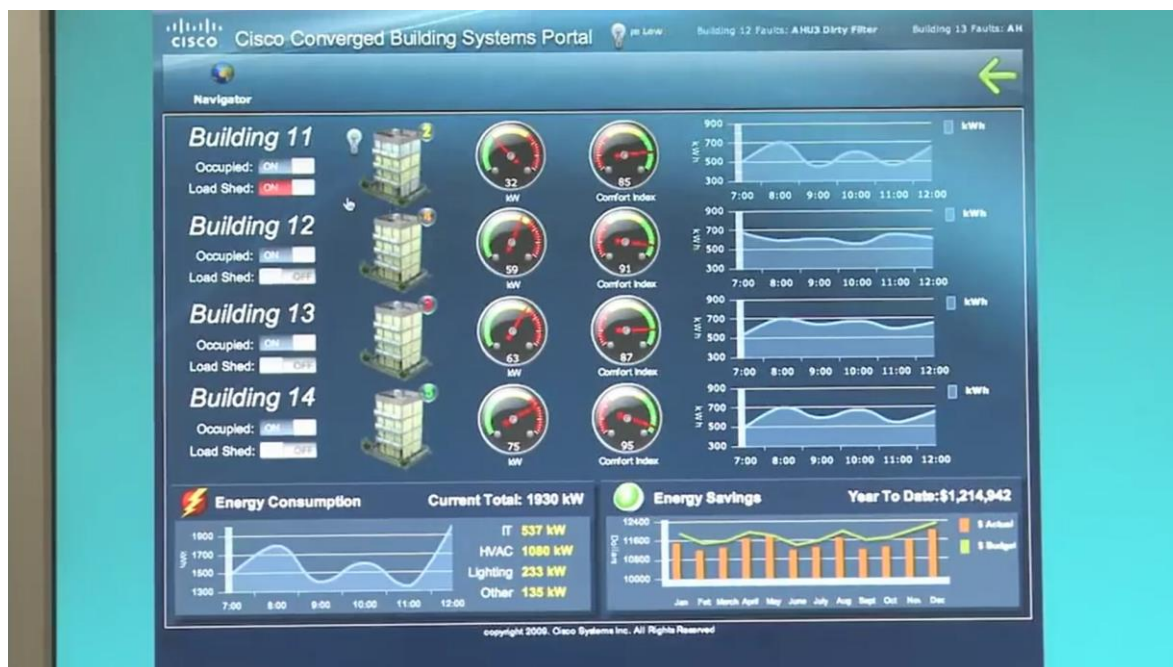 CISCO Cisco Converged Building Systems Portal Low Building 12 Faults: AHU3 Dirty Filter Building 13 Faults: AH
Navigator
Building 11
Occupied: ON
Load Shed: ON
2
32
kW
85
Comfort Index
900
700
500
300
kWh
7:00 8:00 9:00 10:00 11:00 12:00
kWh
Building 12
Occupied: ON
Load Shed: OFF
59
kW
91
Comfort Index
900
700
500
300
kWh
7:00 8:00 9:00 10:00 11:00 12:00
kWh
Building 13
Occupied: ON
Load Shed: OFF
63
kW
87
Comfort Index
900
700
500
300
kWh
7:00 8:00 9:00 10:00 11:00 12:00
kWh
Building 14
Occupied: ON
Load Shed: OFF
5
75
kW
95
Comfort Index
900
700
500
300
kWh
7:00 8:00 9:00 10:00 11:00 12:00
kWh
Energy Consumption Current Total: 1930 kW
1900
1700
1500
1300
kWh
7:00 8:00 9:00 10:00 11:00 12:00
IT 537 kW
HVAC 1080 kW
Lighting 233 kW
Other 135 kW
Energy Savings Year To Date:$1,214,942
12400
11600
10800
10000
Dollars
Jan Feb March April May June July Aug Sept Oct Nov Dec
$ Actual
$ Budget
copyright 2009. Cisco Systems Inc. All Rights Reserved